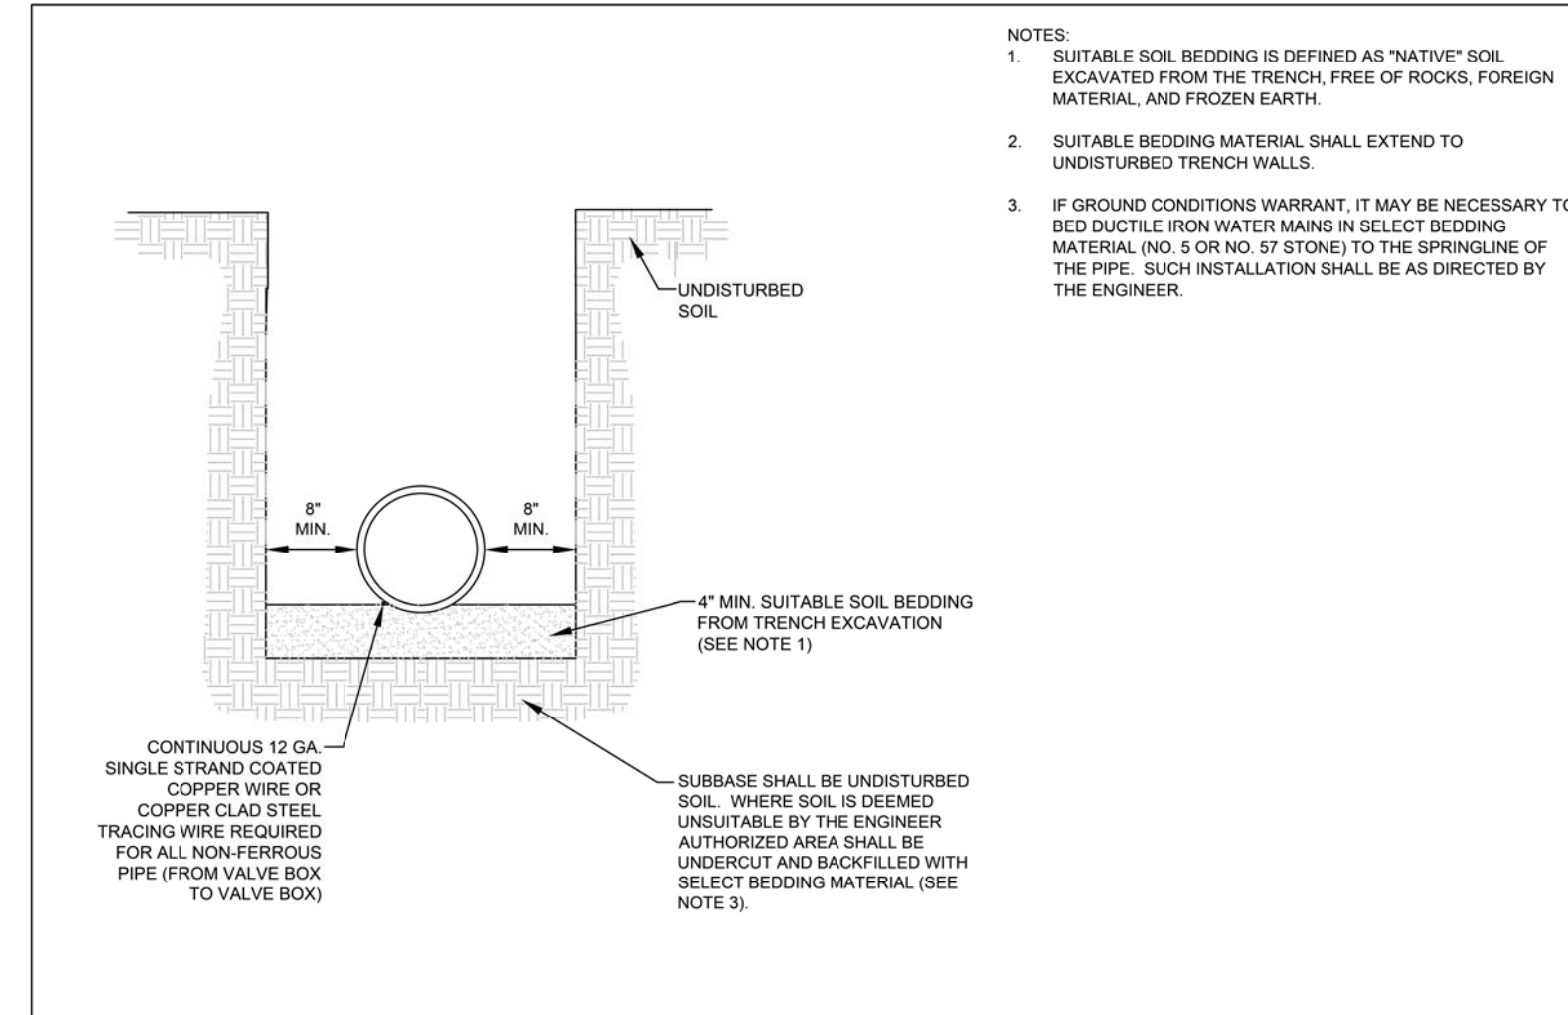 NOTES:
1. SUITABLE SOIL BEDDING IS DEFINED AS "NATIVE" SOIL
EXCAVATED FROM THE TRENCH, FREE OF ROCKS, FOREIGN
MATERIAL, AND FROZEN EARTH.
2. SUITABLE BEDDING MATERIAL SHALL EXTEND TO
UNDISTURBED TRENCH WALLS.
3. IF GROUND CONDITIONS WARRANT, IT MAY BE NECESSARY TO
BED DUCTILE IRON WATER MAINS IN SELECT BEDDING
MATERIAL (NO. 5 OR NO. 57 STONE) TO THE SPRINGLINE OF
THE PIPE. SUCH INSTALLATION SHALL BE AS DIRECTED BY
THE ENGINEER.
UNDISTURBED
SOIL
8"
MIN.
8"
MIN.
4" MIN. SUITABLE SOIL BEDDING
FROM TRENCH EXCAVATION
(SEE NOTE 1)
CONTINUOUS 12 GA.
SINGLE STRAND COATED
COPPER WIRE OR
COPPER CLAD STEEL
TRACING WIRE REQUIRED
FOR ALL NON-FERROUS
PIPE (FROM VALVE BOX
TO VALVE BOX)
SUBBASE SHALL BE UNDISTURBED
SOIL. WHERE SOIL IS DEEMED
UNSUITABLE BY THE ENGINEER
AUTHORIZED AREA SHALL BE
UNDERCUT AND BACKFILLED WITH
SELECT BEDDING MATERIAL (SEE
NOTE 3).